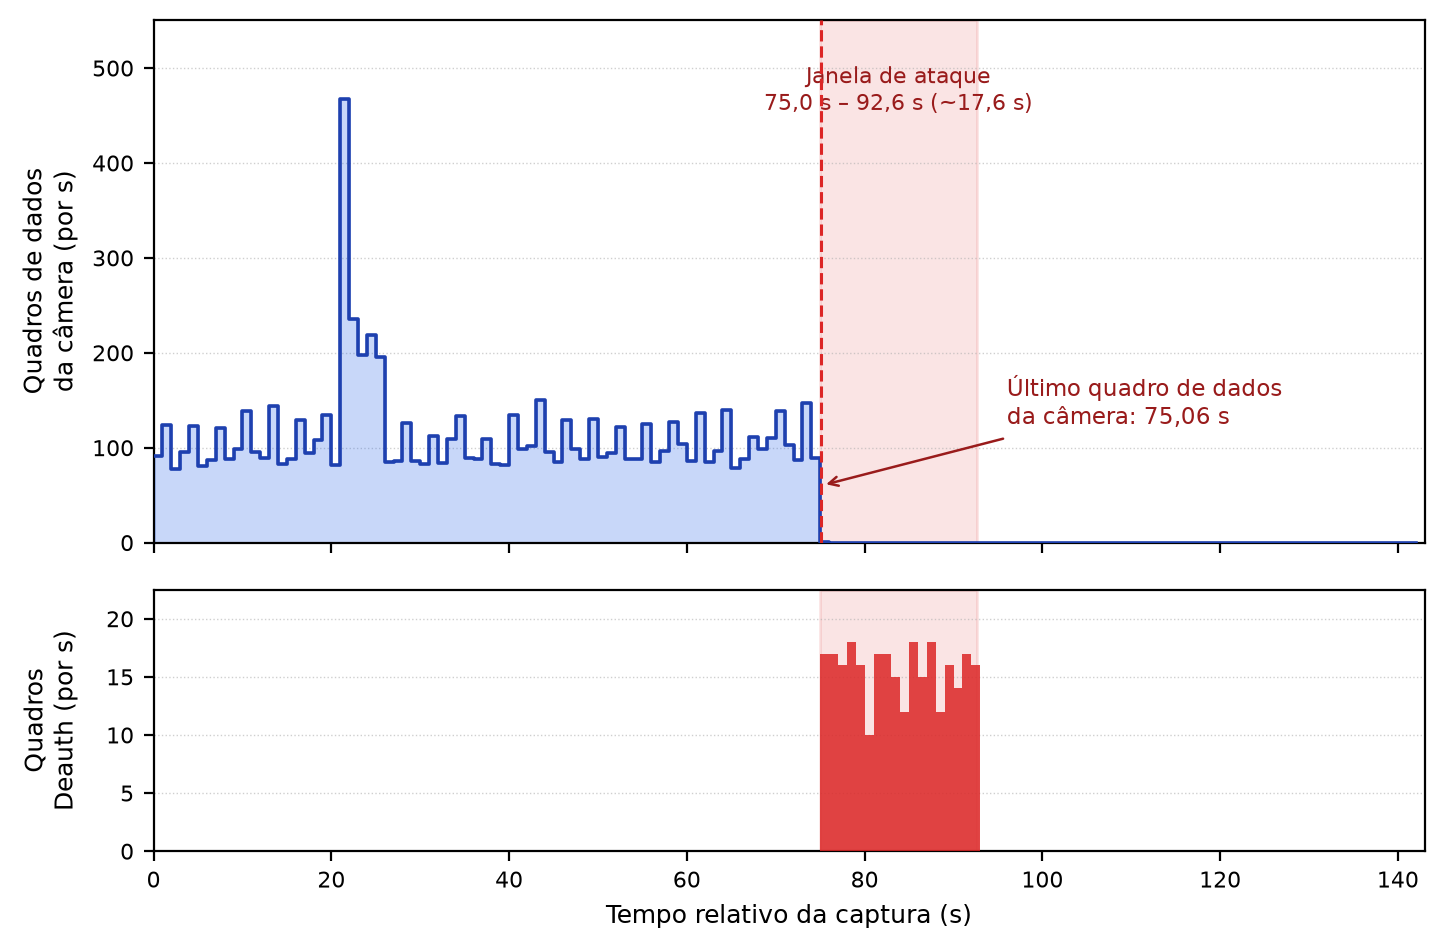 Quadros de dados
da câmera (por s)
500
400
300
200
100
0
Janela de ataque
75,0 s – 92,6 s (~17,6 s)
Último quadro de dados
da câmera: 75,06 s
Quadros
Deauth (por s)
20
15
10
5
0
0 20 40 60 80 100 120 140
Tempo relativo da captura (s)